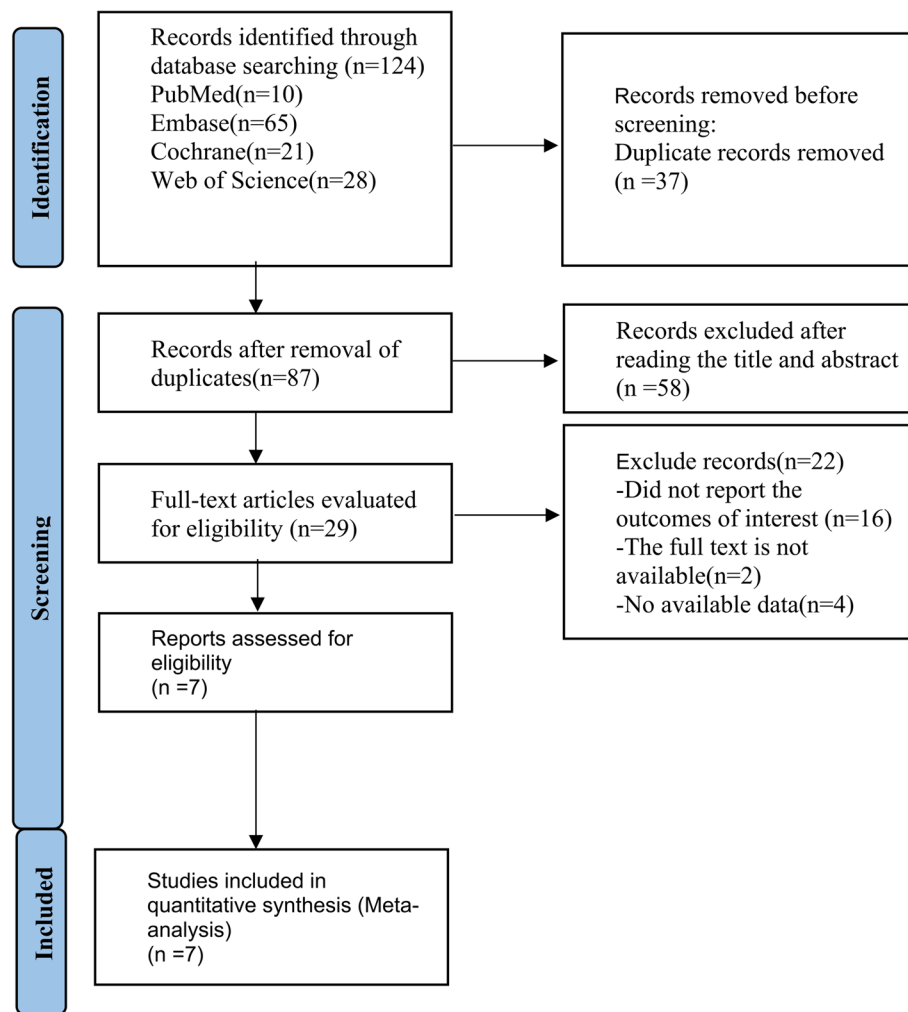 Identification
Records identified through
database searching (n=124)
PubMed(n=10)
Embase(n=65)
Cochrane(n=21)
Web of Science(n=28)
Records removed before
screening:
Duplicate records removed
(n =37)
Screening
Records after removal of
duplicates(n=87)
Records excluded after
reading the title and abstract
(n =58)
Full-text articles evaluated
for eligibility (n=29)
Exclude records(n=22)
-Did not report the
outcomes of interest (n=16)
-The full text is not
available(n=2)
-No available data(n=4)
Reports assessed for
eligibility
(n =7)
Included
Studies included in
quantitative synthesis (Meta-
analysis)
(n =7)